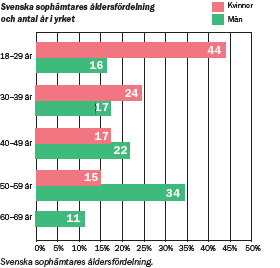 Svenska sophämtares åldersfördelning
och antal år i yrket
Kvinnor
Män
18–29 år
44
16
30–39 år
24
17
40–49 år
17
22
50–59 år
15
34
60–69 år
11
0% 5% 10% 15% 20% 25% 30% 35% 40% 45% 50%
Svenska sophämtares åldersfördelning.